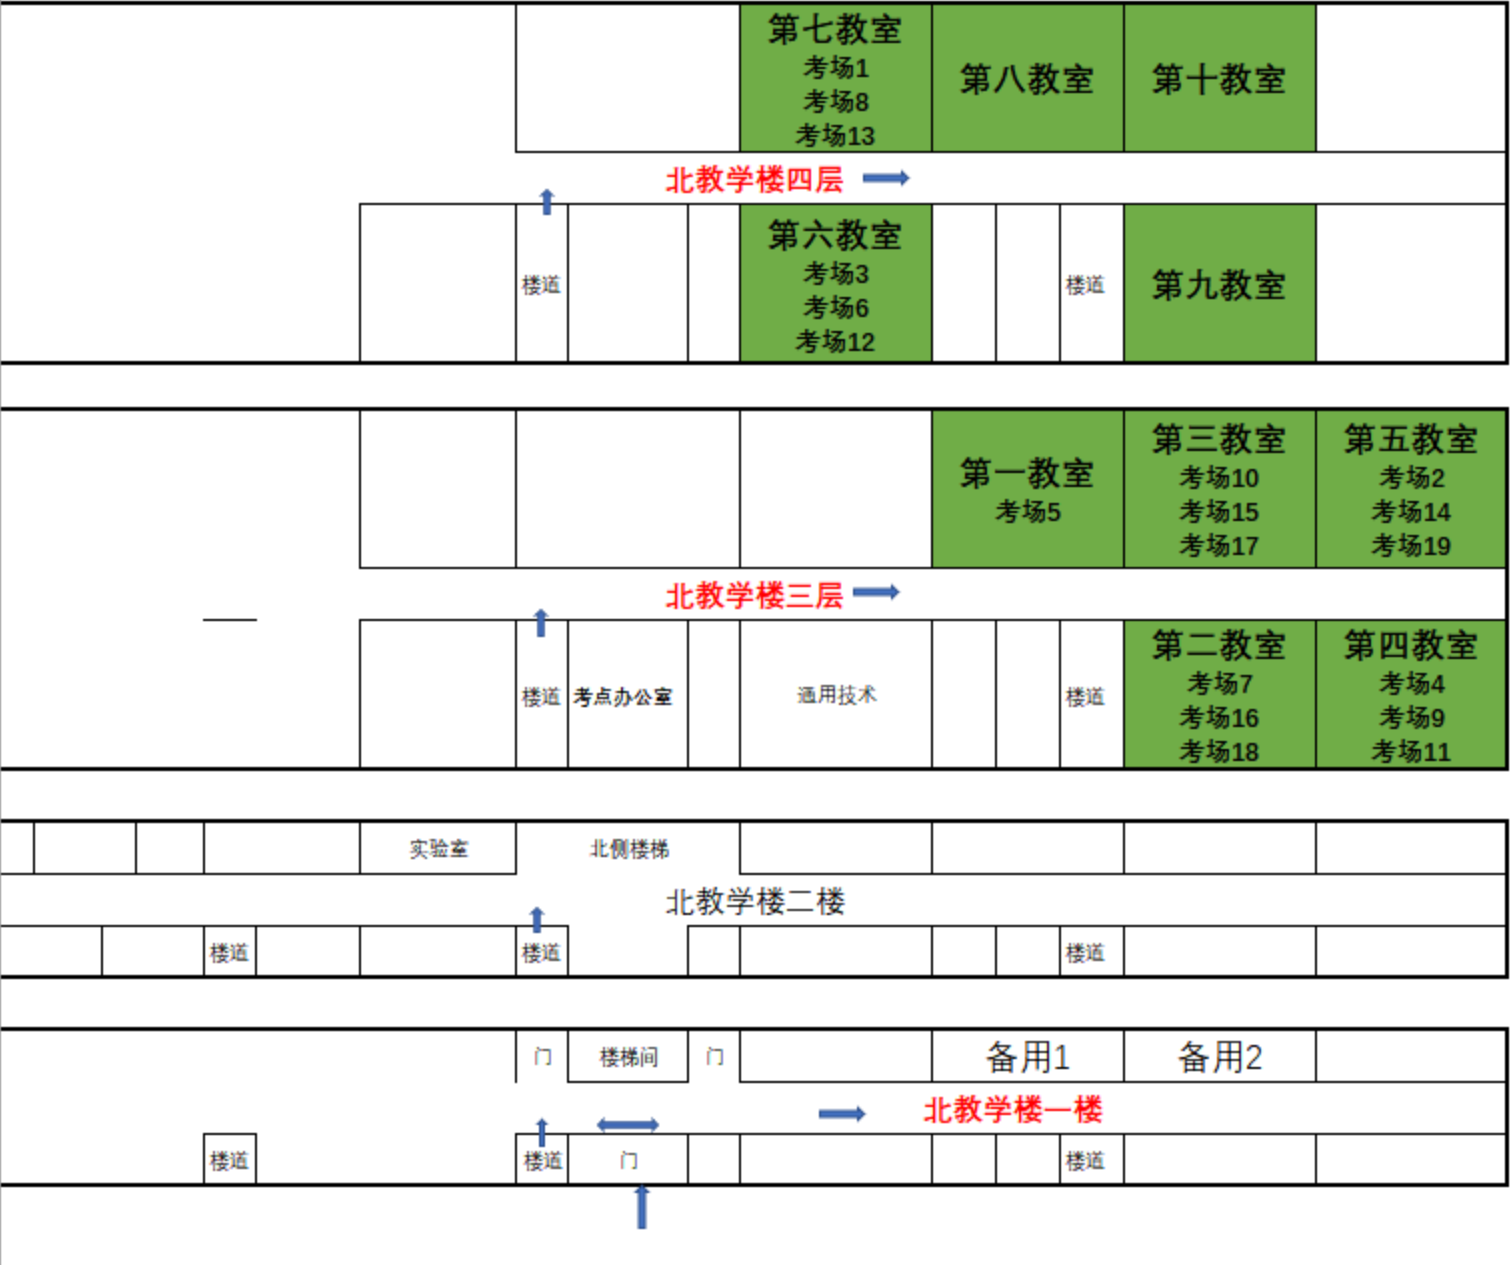 第七教室
考场1
考场8
考场13
第八教室
第十教室
北教学楼四层
楼道
第六教室
考场3
考场6
考场12
楼道
第九教室
第一教室
考场5
第三教室
考场10
考场15
考场17
第五教室
考场2
考场14
考场19
北教学楼三层
楼道
考点办公室
通用技术
楼道
第二教室
考场7
考场16
考场18
第四教室
考场4
考场9
考场11
实验室
北侧楼梯
北教学楼二楼
楼道
楼道
楼道
门
楼梯间
门
备用1
备用2
北教学楼一楼
楼道
楼道
门
楼道